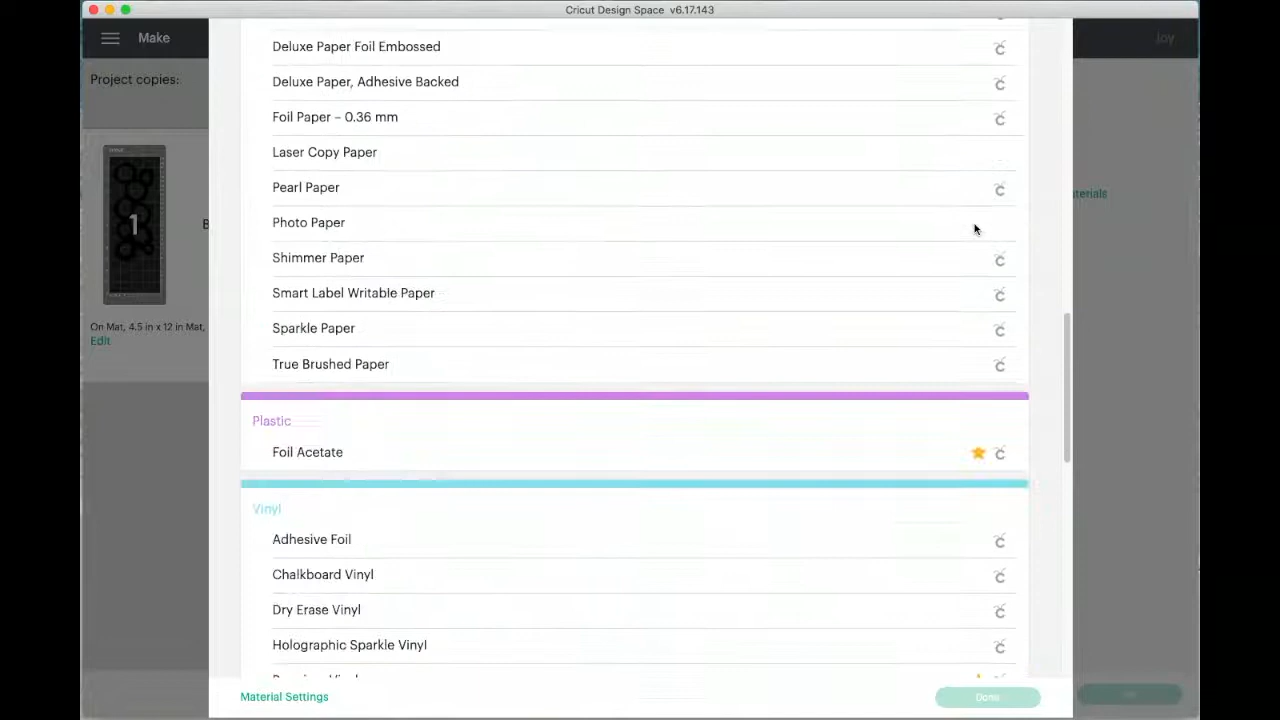 Cricut Design Space v6.17.143
Make
Joy
Project copies:
Deluxe Paper Foil Embossed
Deluxe Paper, Adhesive Backed
Foil Paper – 0.36 mm
Laser Copy Paper
Pearl Paper
Photo Paper
Shimmer Paper
Smart Label Writable Paper
Sparkle Paper
True Brushed Paper
1
B
On Mat, 4.5 in x 12 in Mat,
Edit
aterials
Plastic
Foil Acetate
Vinyl
Adhesive Foil
Chalkboard Vinyl
Dry Erase Vinyl
Holographic Sparkle Vinyl
Material Settings
Done